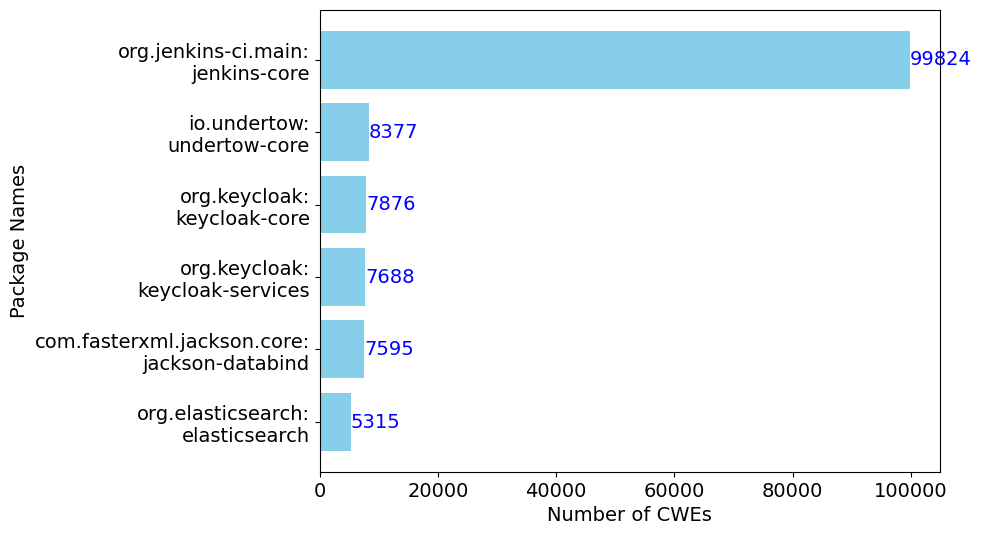 Package Names
org.jenkins-ci.main:
jenkins-core
99824
io.undertow:
undertow-core
8377
org.keycloak:
keycloak-core
7876
org.keycloak:
keycloak-services
7688
com.fasterxml.jackson.core:
jackson-databind
7595
org.elasticsearch:
elasticsearch
5315
0 20000 40000 60000 80000 100000
Number of CWEs